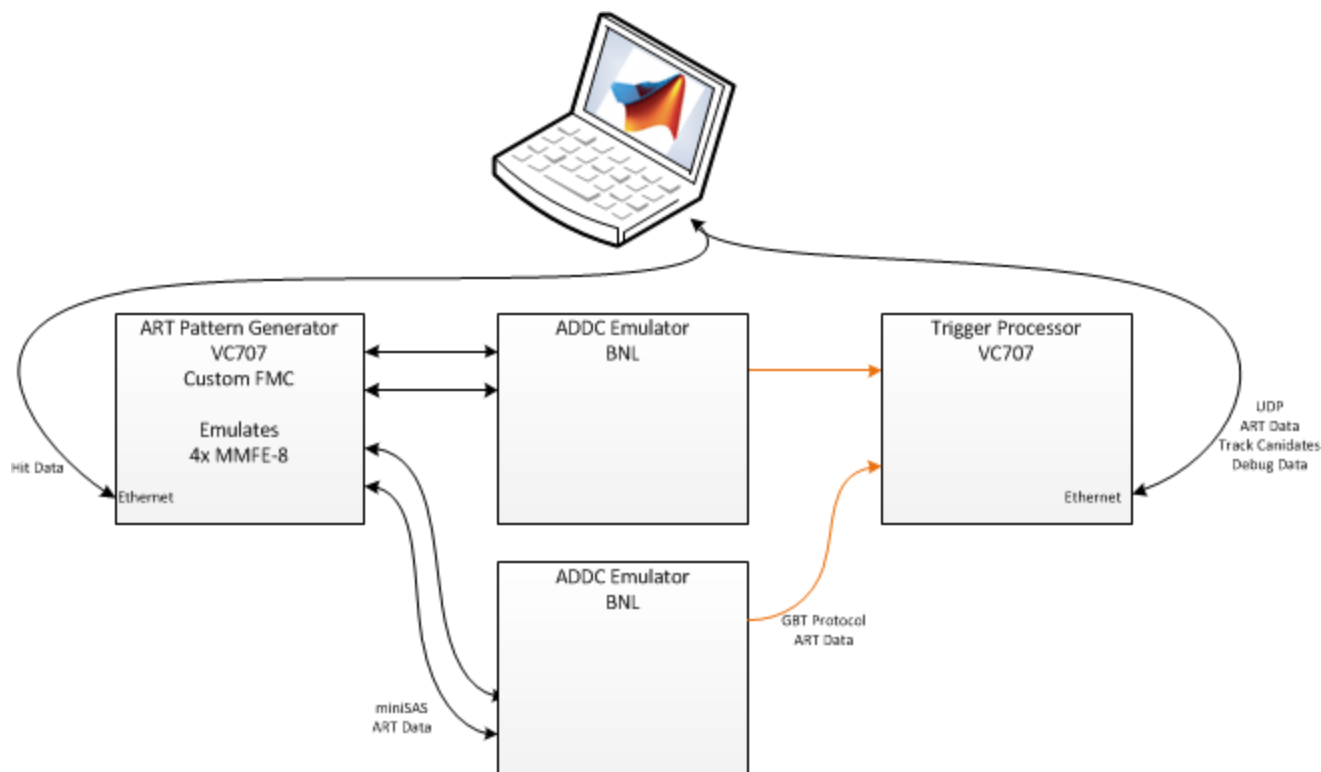 ART Pattern Generator
VC707
Custom FMC
Emulates
4x MMFE-8
Hit Data
Ethernet
ADDC Emulator
BNL
Trigger Processor
VC707
Ethernet
UDP
ART Data
Track Canidates
Debug Data
ADDC Emulator
BNL
GBT Protocol
ART Data
miniSAS
ART Data